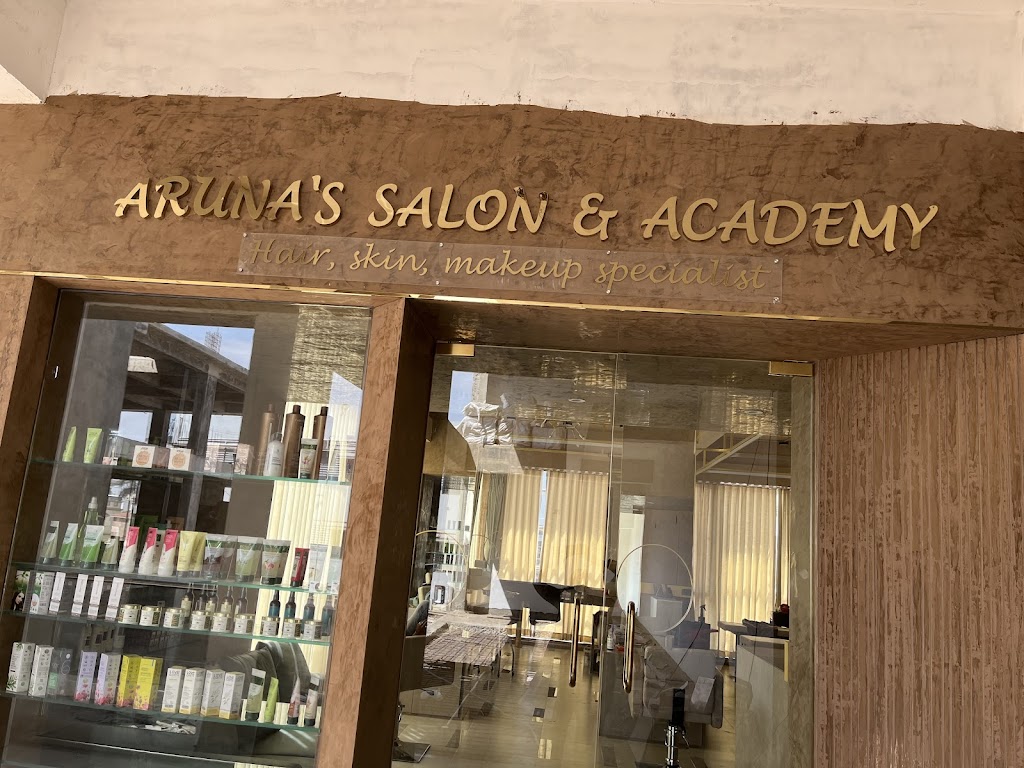 ARUNA'S SALON & ACADEMY
Hair, skin, makeup specialist